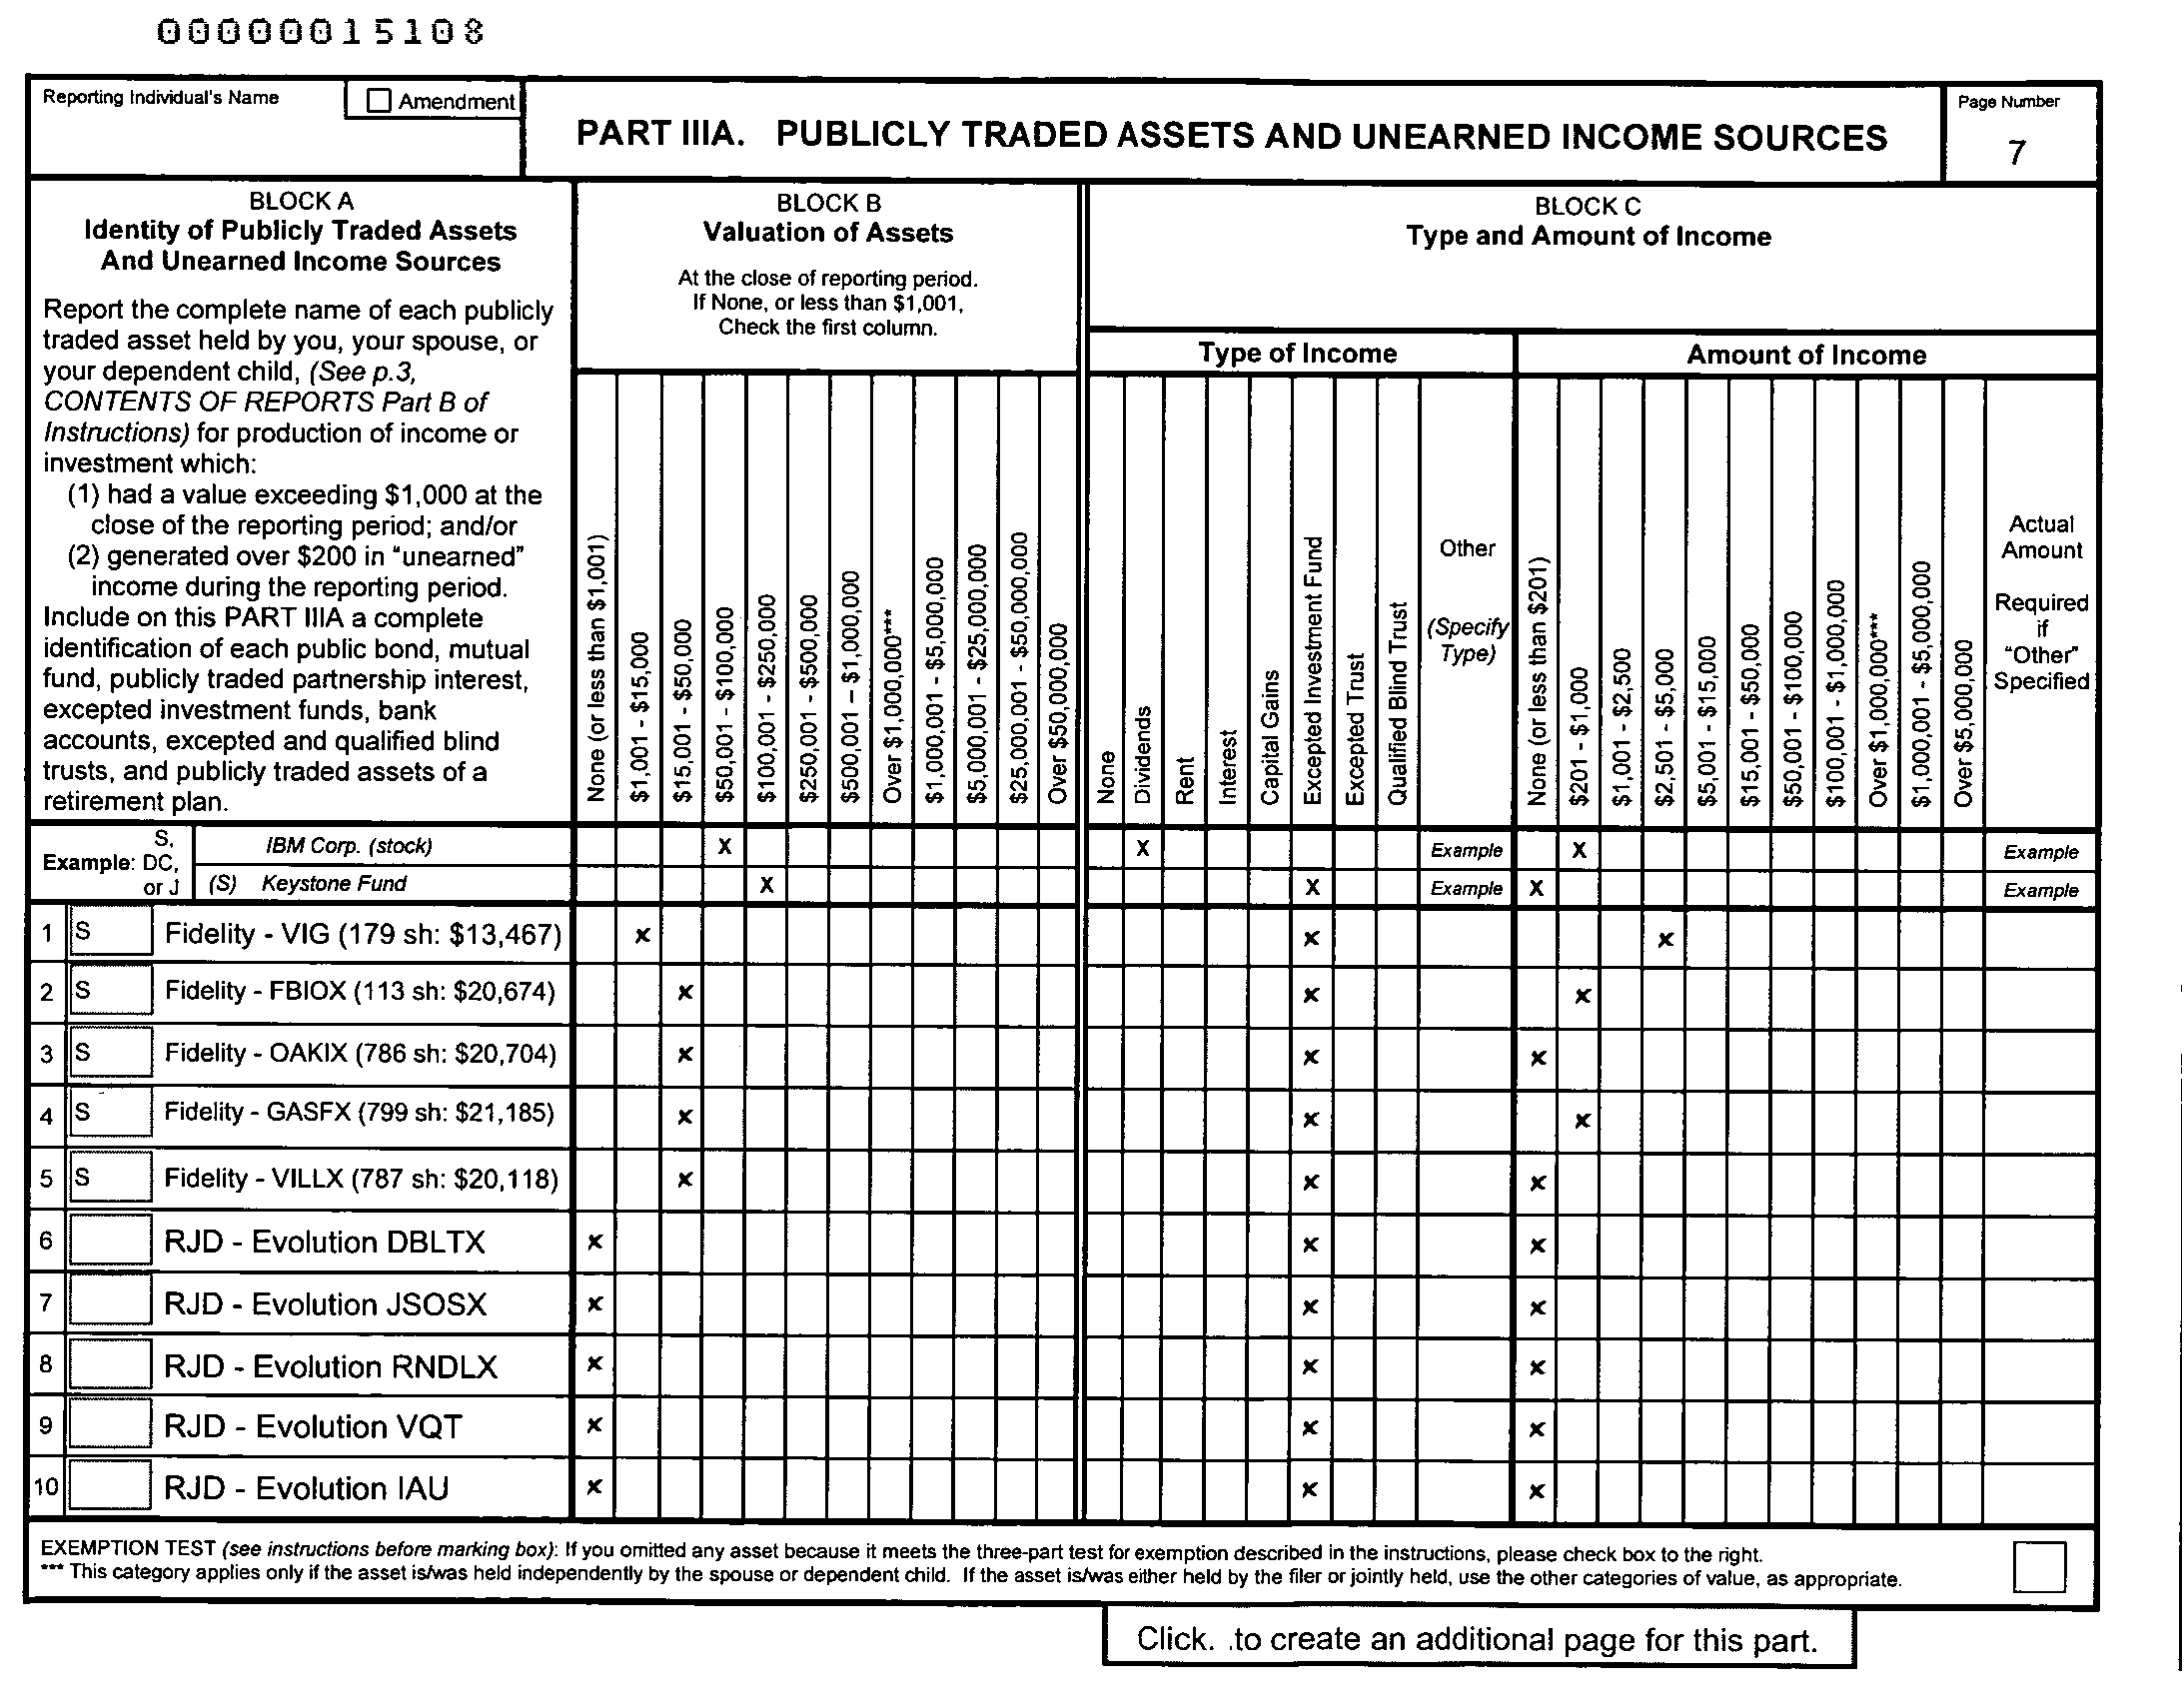 00000015108
Reporting Individual's Name
Amendment
PART IIIA. PUBLICLY TRADED ASSETS AND UNEARNED INCOME SOURCES
Page Number
7
BLOCK A
Identity of Publicly Traded Assets
And Unearned Income Sources
Report the complete name of each publicly
traded asset held by you, your spouse, or
your dependent child, (See p.3,
CONTENTS OF REPORTS Part B of
Instructions) for production of income or
investment which:
(1) had a value exceeding $1,000 at the
close of the reporting period; and/or
(2) generated over $200 in "unearned"
income during the reporting period.
Include on this PART IIIA a complete
identification of each public bond, mutual
fund, publicly traded partnership interest,
excepted investment funds, bank
accounts, excepted and qualified blind
trusts, and publicly traded assets of a
retirement plan.
BLOCK B
Valuation of Assets
At the close of reporting period.
If None, or less than $1,001,
Check the first column.
None (or less than $1,001)
$1,001 - $15,000
$15,001 - $50,000
$50,001 - $100,000
$100,001 - $250,000
$250,001 - $500,000
$500,001 – $1,000,000
Over $1,000,000***
$1,000,001 - $5,000,000
$5,000,001 - $25,000,000
$25,000,001 - $50,000,000
Over $50,000,000
BLOCK C
Type and Amount of Income
Type of Income
None
Dividends
Rent
Interest
Capital Gains
Excepted Investment Fund
Excepted Trust
Qualified Blind Trust
Other
(Specify
Type)
Amount of Income
None (or less than $201)
$201 - $1,000
$1,001 - $2,500
$2,501 - $5,000
$5,001 - $15,000
$15,001 - $50,000
$50,001 - $100,000
$100,001 - $1,000,000
Over $1,000,000***
$1,000,001 - $5,000,000
Over $5,000,000
Actual
Amount
Required
if
"Other"
Specified
Example: S, DC, or J
IBM Corp. (stock) X X Example X Example
(S) Keystone Fund X X Example X Example
1 S Fidelity - VIG (179 sh: $13,467) x x x
2 S Fidelity - FBIOX (113 sh: $20,674) x x x
3 S Fidelity - OAKIX (786 sh: $20,704) x x x
4 S Fidelity - GASFX (799 sh: $21,185) x x x
5 S Fidelity - VILLX (787 sh: $20,118) x x x
6 RJD - Evolution DBLTX x x x
7 RJD - Evolution JSOSX x x x
8 RJD - Evolution RNDLX x x x
9 RJD - Evolution VQT x x x
10 RJD - Evolution IAU x x x
EXEMPTION TEST (see instructions before marking box): If you omitted any asset because it meets the three-part test for exemption described in the instructions, please check box to the right.
*** This category applies only if the asset is/was held independently by the spouse or dependent child. If the asset is/was either held by the filer or jointly held, use the other categories of value, as appropriate.
Click. .to create an additional page for this part.